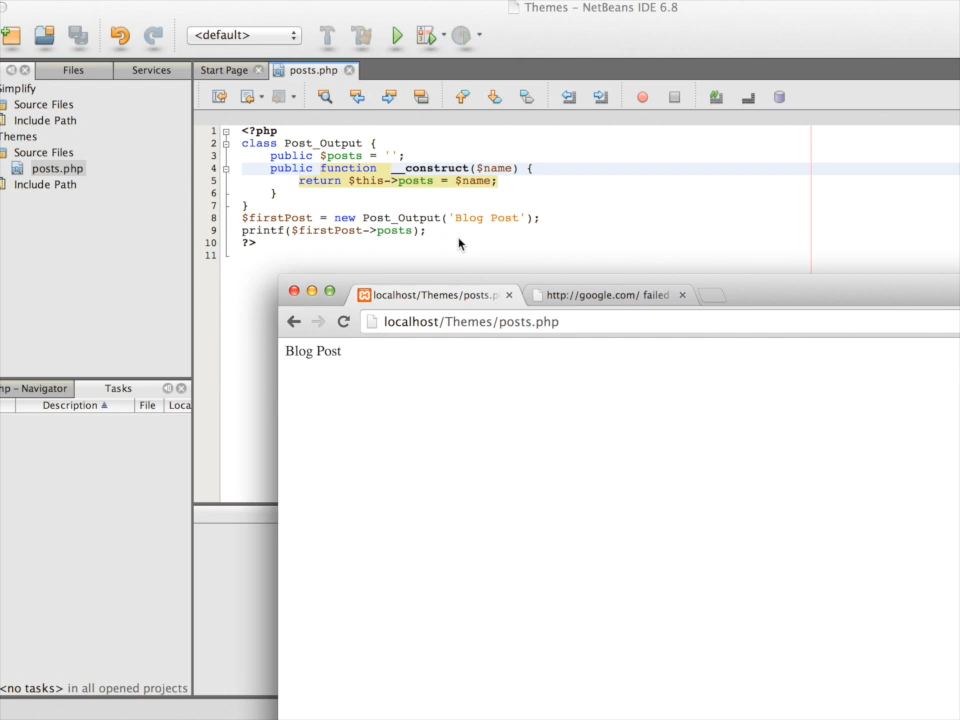 Themes – NetBeans IDE 6.8
<default>
Files
Services
Start Page
posts.php
Simplify
Source Files
Include Path
Themes
Source Files
posts.php
Include Path
1 <?php
2 class Post_Output {
3 public $posts = '';
4 public function __construct($name) {
5 return $this->posts = $name;
6 }
7 }
8 $firstPost = new Post_Output('Blog Post');
9 printf($firstPost->posts);
10 ?>
11
localhost/Themes/posts.p
http://google.com/ failed
localhost/Themes/posts.php
Blog Post
hp – Navigator
Tasks
Description
File
Loca
<no tasks> in all opened projects